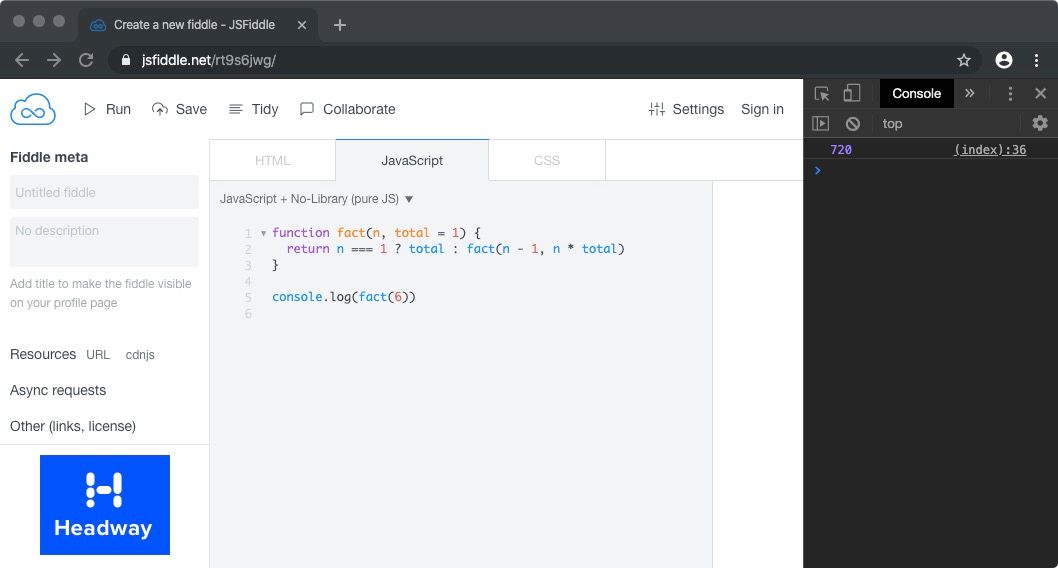 Create a new fiddle - JSFiddle
jsfiddle.net/rt9s6jwg/
Run Save Tidy Collaborate Settings Sign in
Fiddle meta
Untitled fiddle
No description
Add title to make the fiddle visible
on your profile page
Resources URL cdnjs
Async requests
Other (links, license)
Headway
HTML JavaScript CSS
JavaScript + No-Library (pure JS)
1 function fact(n, total = 1) {
2 return n === 1 ? total : fact(n - 1, n * total)
3 }
4
5 console.log(fact(6))
6
Console
top
720 (index):36